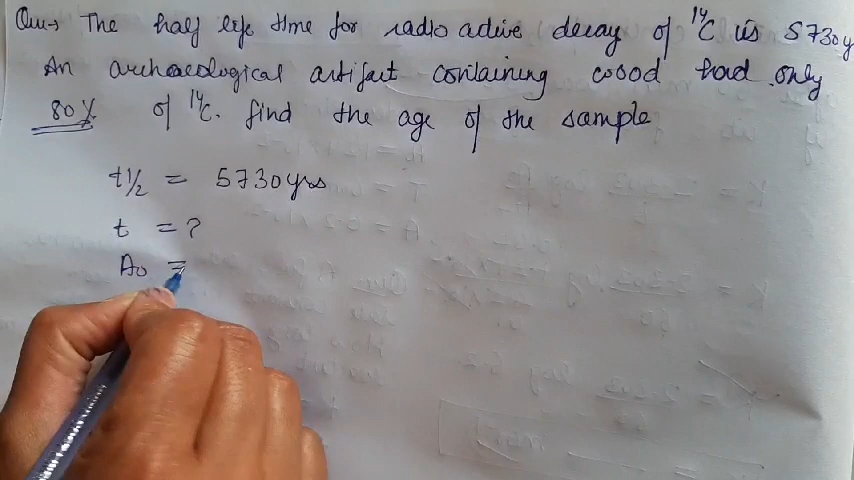 Qu→ The half life time for radio active decay of ¹⁴C is 5730y
An archaeological artifact containing wood had only
80% of ¹⁴C. find the age of the sample
t1/2 = 5730yrs
t = ?
A₀ =